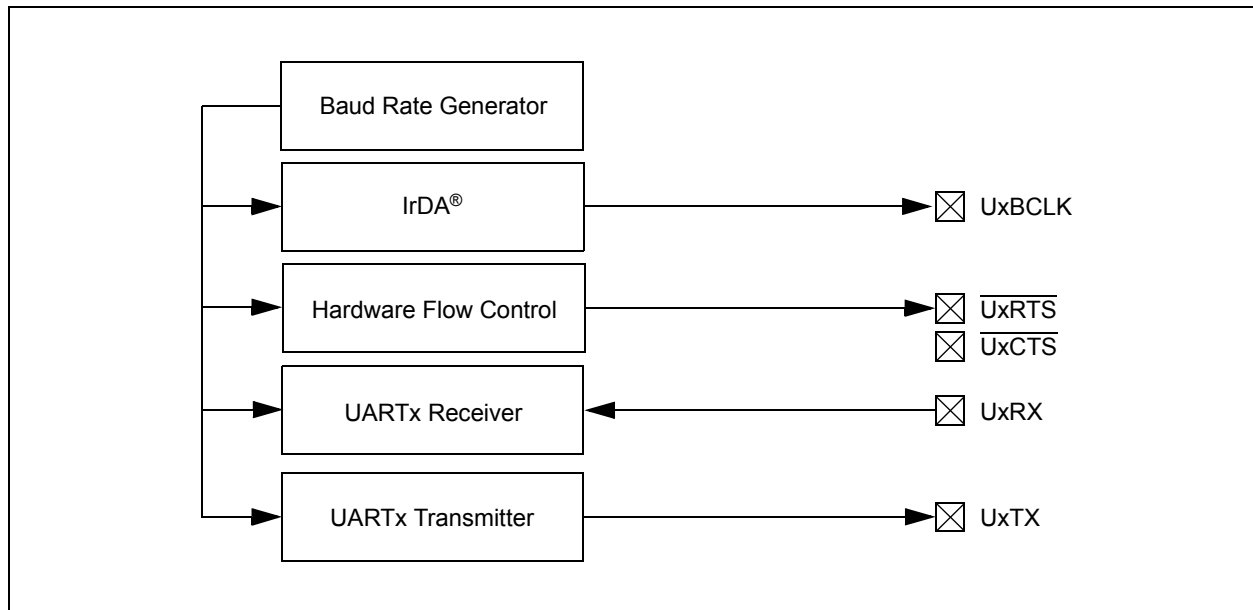 Baud Rate Generator
IrDA®
UxBCLK
Hardware Flow Control
UxRTS
UxCTS
UARTx Receiver
UxRX
UARTx Transmitter
UxTX